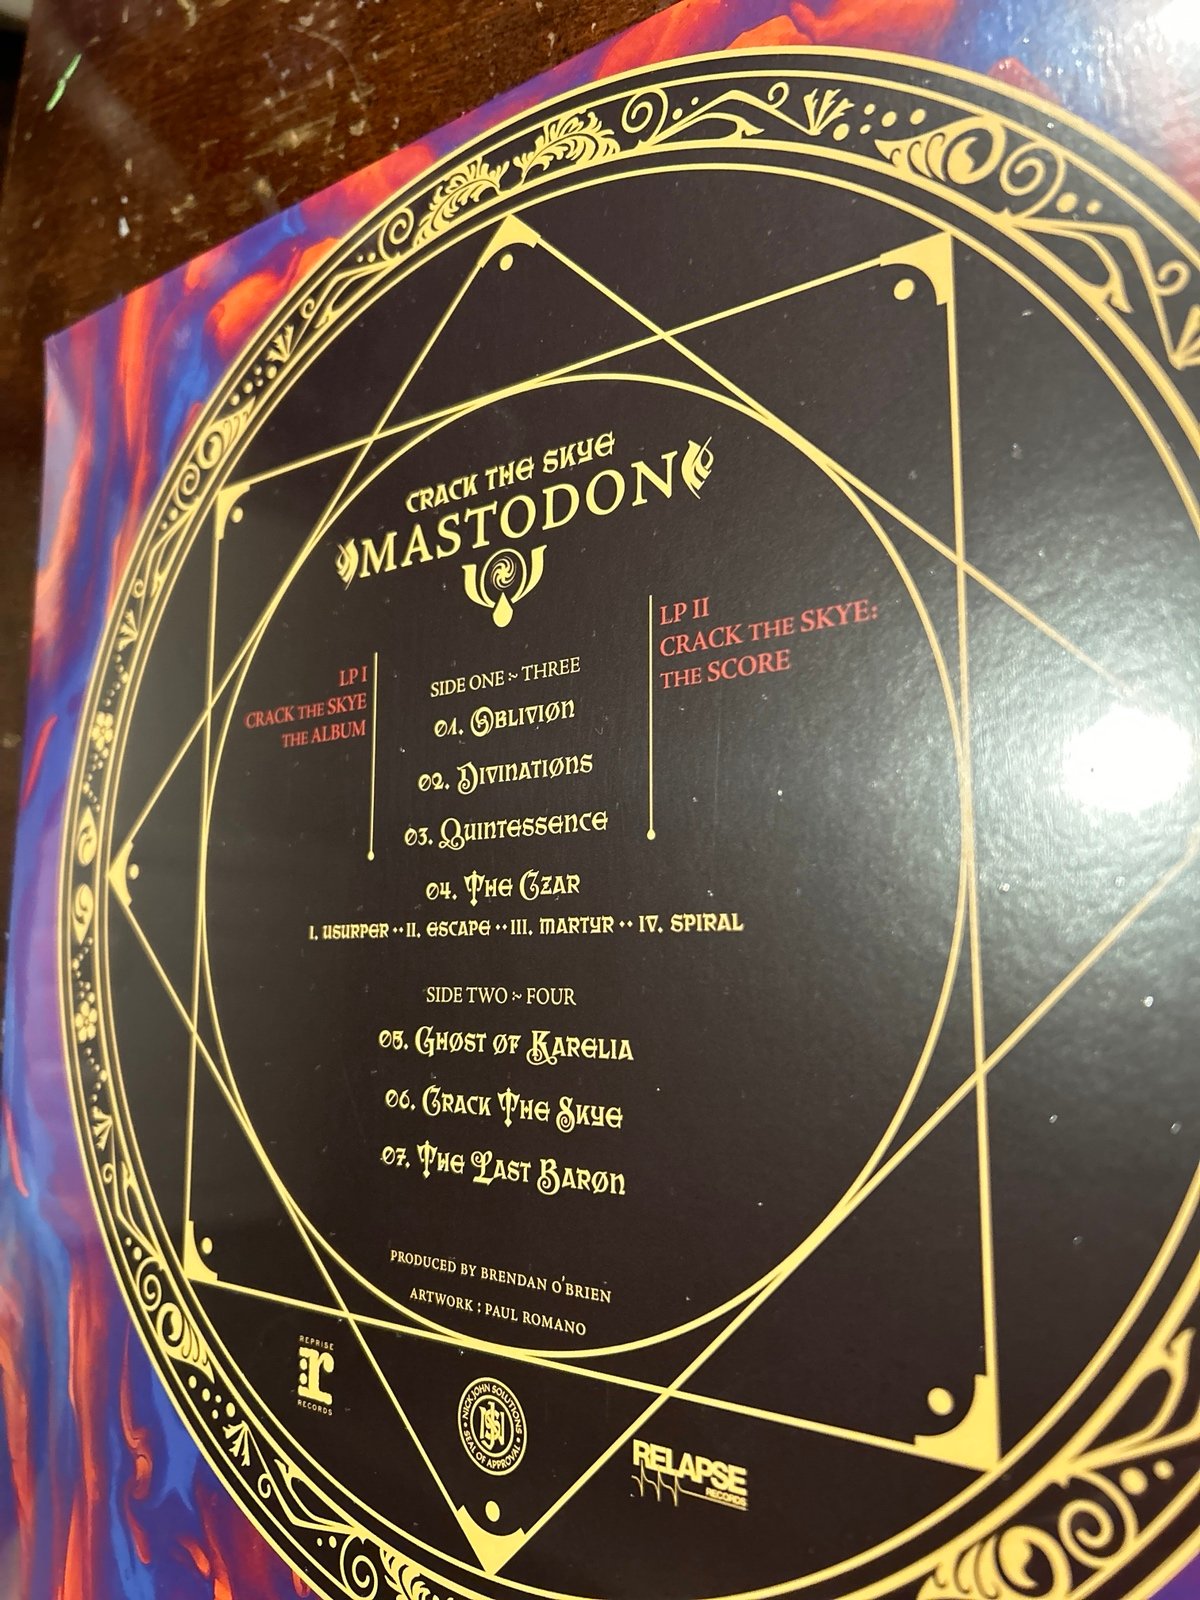 CRACK THE SKYE
MASTODON
LP I
CRACK THE SKYE
THE ALBUM
LP II
CRACK THE SKYE:
THE SCORE
SIDE ONE :~ THREE
01. OBLIVIØN
02. DIVINATIØNS
03. QUINTESSENCE
04. THE CZAR
I. USURPER ·· II. ESCAPE ·· III. MARTYR ·· IV. SPIRAL
SIDE TWO :~ FOUR
05. GHØST ØF KARELIA
06. CRACK THE SKYE
07. THE LAST BARØN
PRODUCED BY BRENDAN O'BRIEN
ARTWORK : PAUL ROMANO
REPRISE
r
RECORDS
NICK JOHN SOLUTIONS
NJS
SEAL OF APPROVAL
RELAPSE
RECORDS